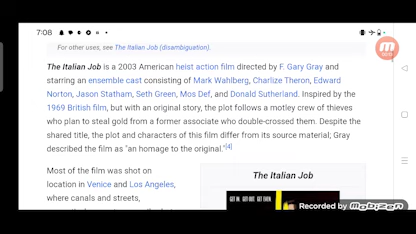 7:08
For other uses, see The Italian Job (disambiguation).
The Italian Job is a 2003 American heist action film directed by F. Gary Gray and
starring an ensemble cast consisting of Mark Wahlberg, Charlize Theron, Edward
Norton, Jason Statham, Seth Green, Mos Def, and Donald Sutherland. Inspired by the
1969 British film, but with an original story, the plot follows a motley crew of thieves
who plan to steal gold from a former associate who double-crossed them. Despite the
shared title, the plot and characters of this film differ from its source material; Gray
described the film as "an homage to the original."[4]
Most of the film was shot on
location in Venice and Los Angeles,
where canals and streets,
The Italian Job
GET IN. GET OUT. GET EVEN.
Recorded by Mobizen